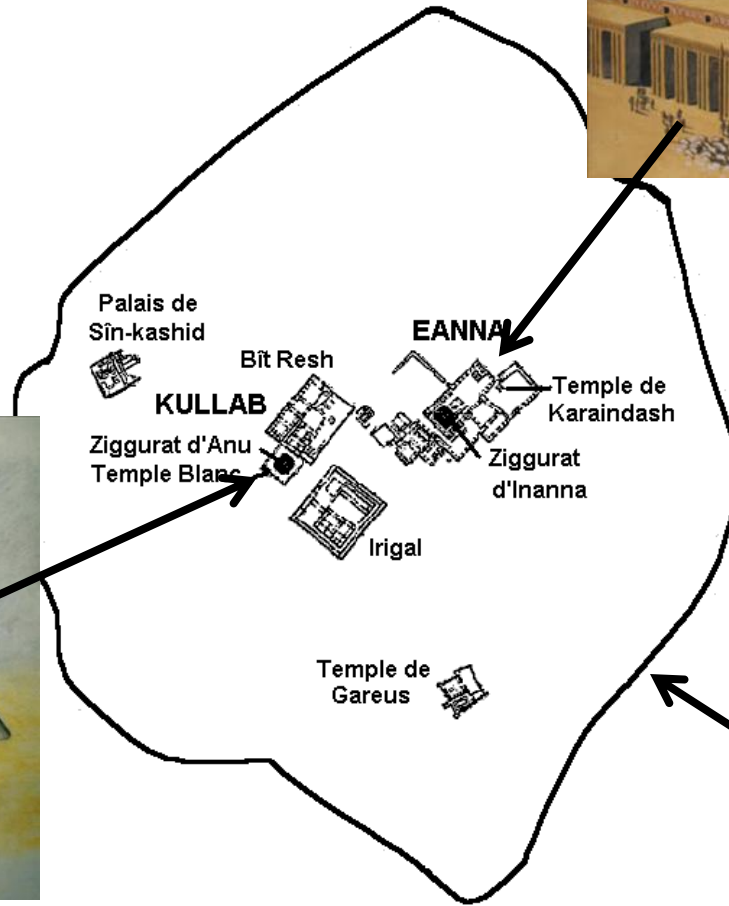 Palais de
Sîn-kashid
EANNA
Bît Resh
KULLAB
Temple de
Karaindash
Ziggurat d'Anu
Temple Blanc
Ziggurat
d'Inanna
Irigal
Temple de
Gareus